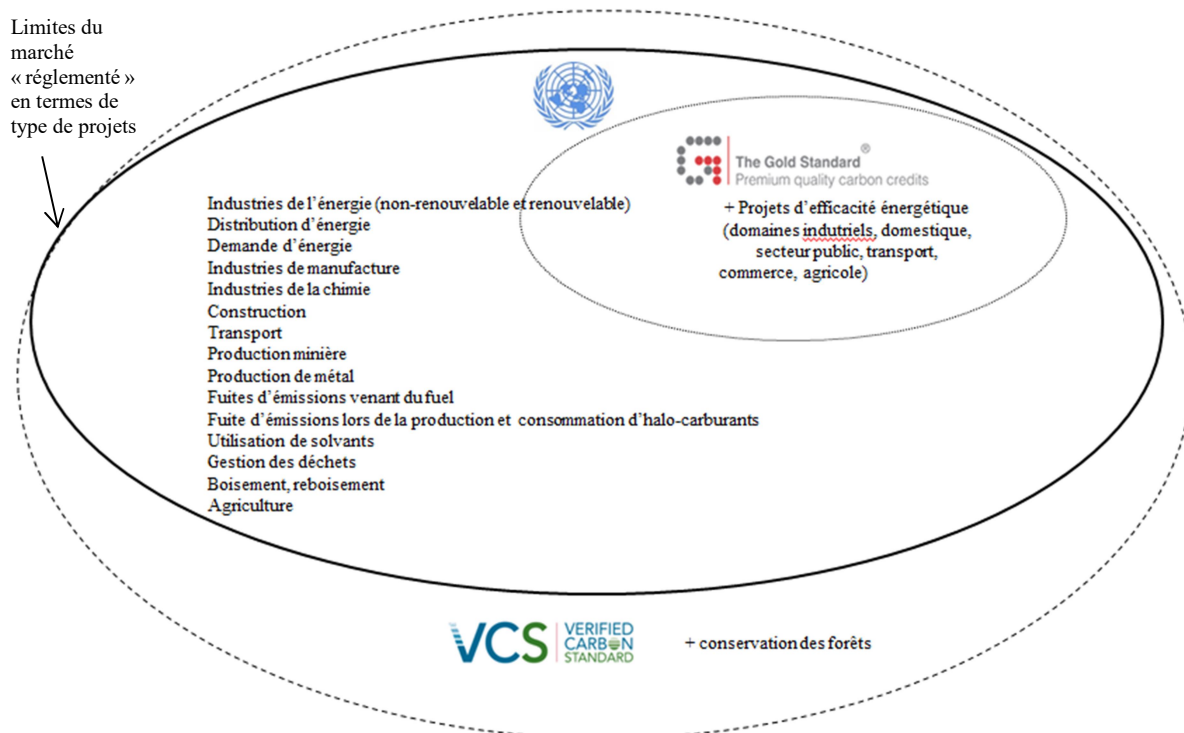 Limites du
marché
« réglementé »
en termes de
type de projets
The Gold Standard®
Premium quality carbon credits
+ Projets d’efficacité énergétique
(domaines indutriels, domestique,
secteur public, transport,
commerce, agricole)
Industries de l’énergie (non-renouvelable et renouvelable)
Distribution d’énergie
Demande d’énergie
Industries de manufacture
Industries de la chimie
Construction
Transport
Production minière
Production de métal
Fuites d’émissions venant du fuel
Fuite d’émissions lors de la production et consommation d’halo-carburants
Utilisation de solvants
Gestion des déchets
Boisement, reboisement
Agriculture
VCS
VERIFIED
CARBON
STANDARD
+ conservation des forêts